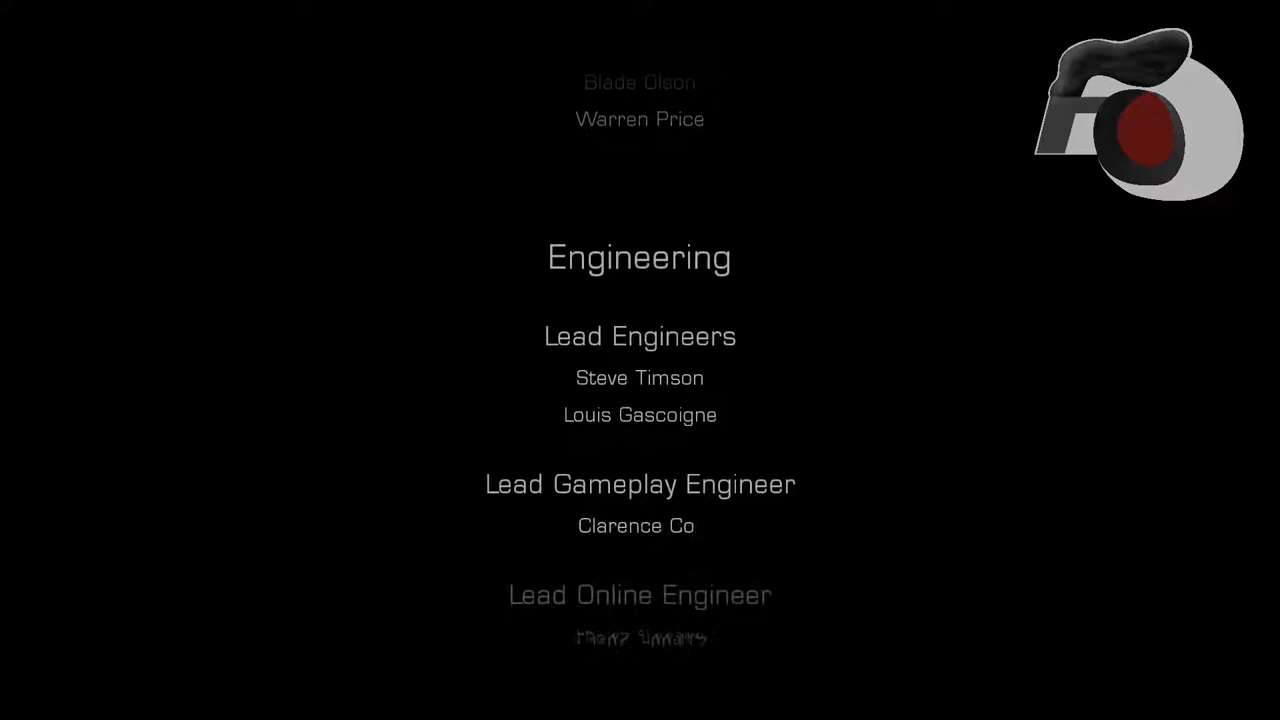 Blade Olson
Warren Price
Engineering
Lead Engineers
Steve Timson
Louis Gascoigne
Lead Gameplay Engineer
Clarence Co
Lead Online Engineer